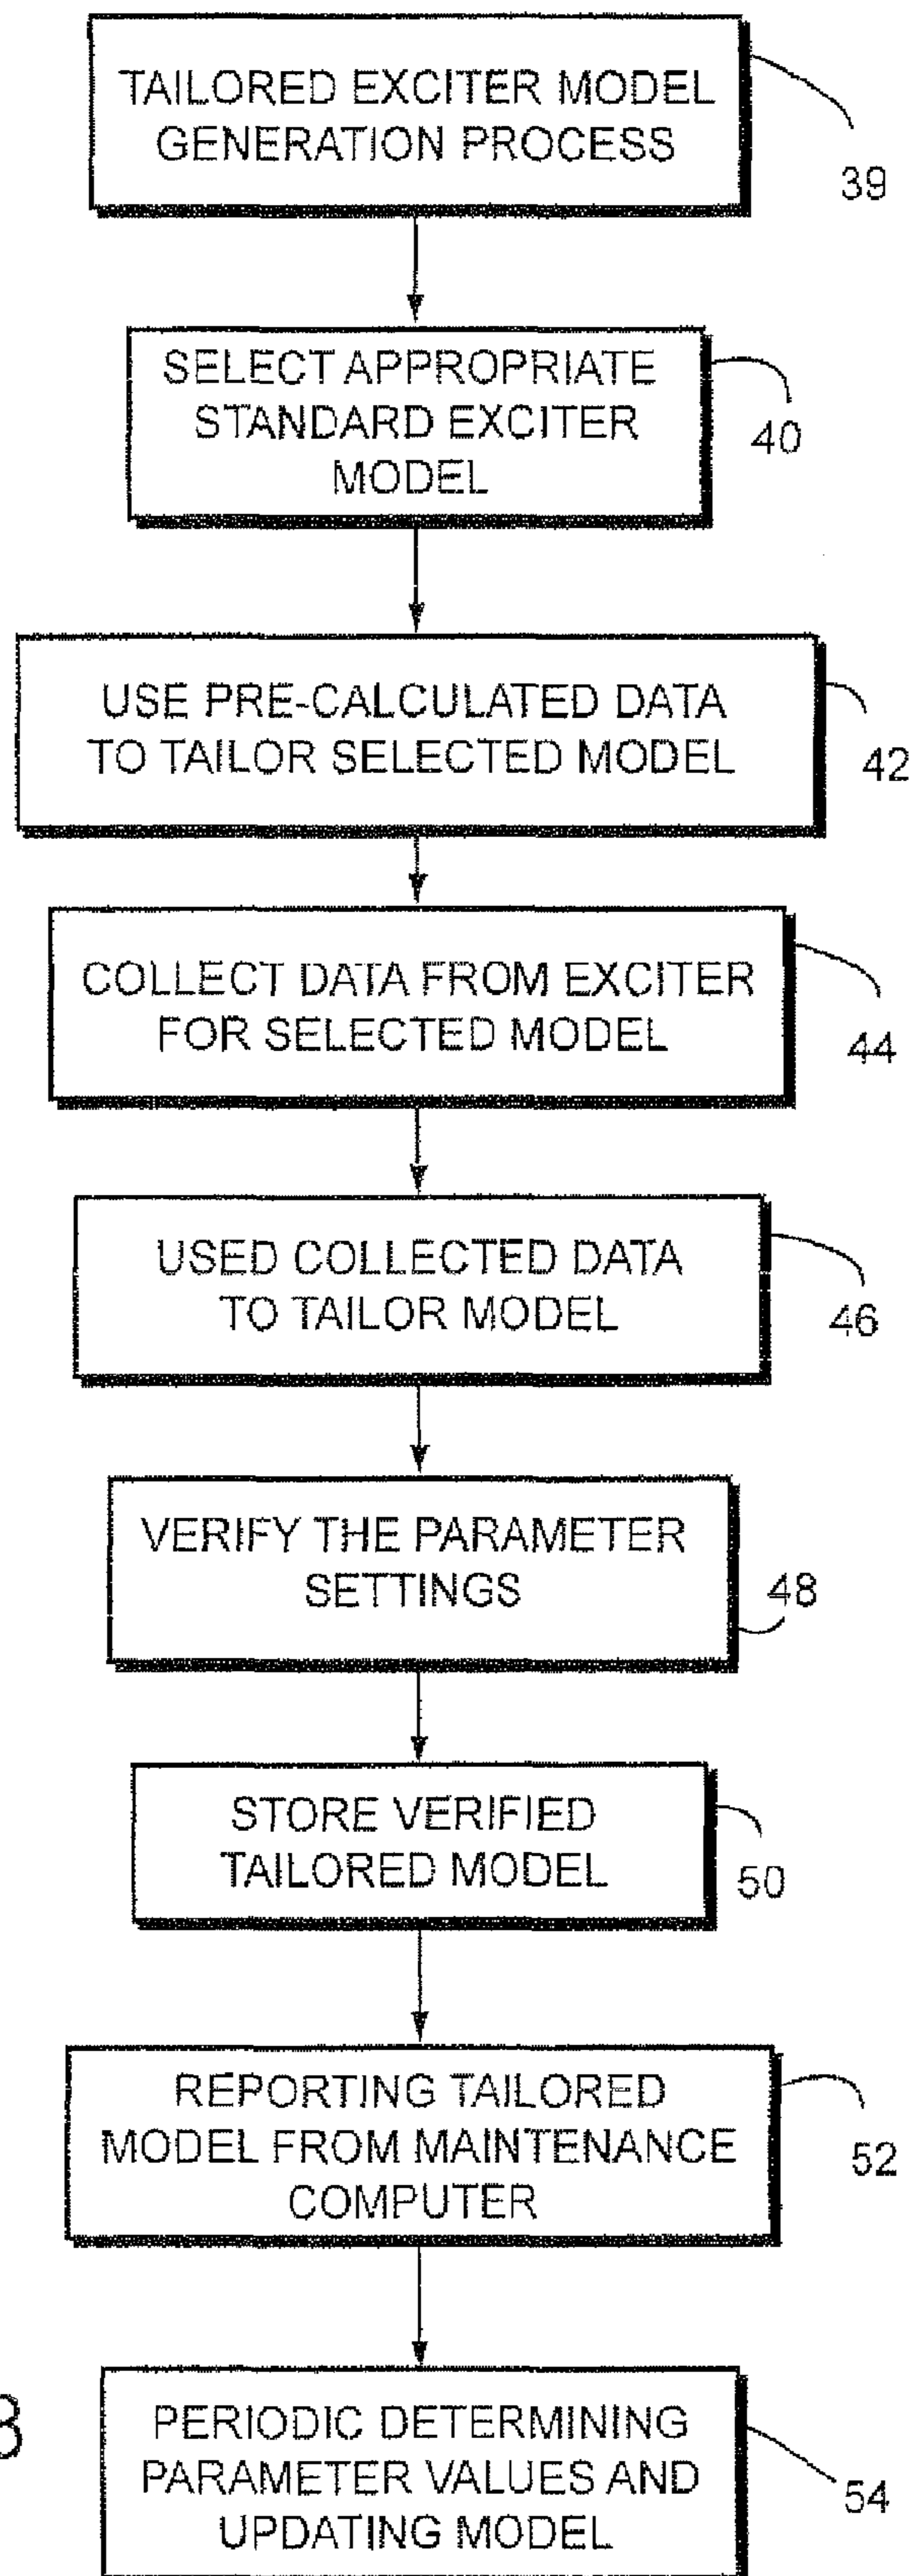 TAILORED EXCITER MODEL
GENERATION PROCESS
39
SELECT APPROPRIATE
STANDARD EXCITER
MODEL
40
USE PRE-CALCULATED DATA
TO TAILOR SELECTED MODEL
42
COLLECT DATA FROM EXCITER
FOR SELECTED MODEL
44
USED COLLECTED DATA
TO TAILOR MODEL
46
VERIFY THE PARAMETER
SETTINGS
48
STORE VERIFIED
TAILORED MODEL
50
REPORTING TAILORED
MODEL FROM MAINTENANCE
COMPUTER
52
PERIODIC DETERMINING
PARAMETER VALUES AND
UPDATING MODEL
54
3